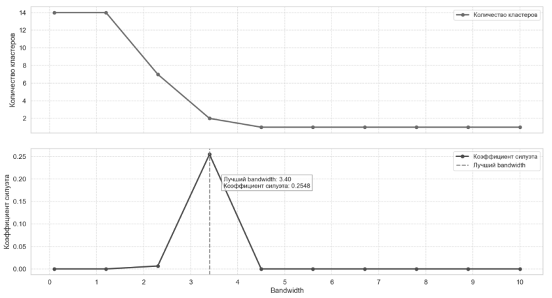 14
12
10
8
6
4
2
Количество кластеров
Количество кластеров
0.25
0.20
0.15
0.10
0.05
0.00
Коэффициент силуэта
Коэффициент силуэта
Лучший bandwidth
Лучший bandwidth: 3.40
Коэффициент силуэта: 0.2548
0 1 2 3 4 5 6 7 8 9 10
Bandwidth